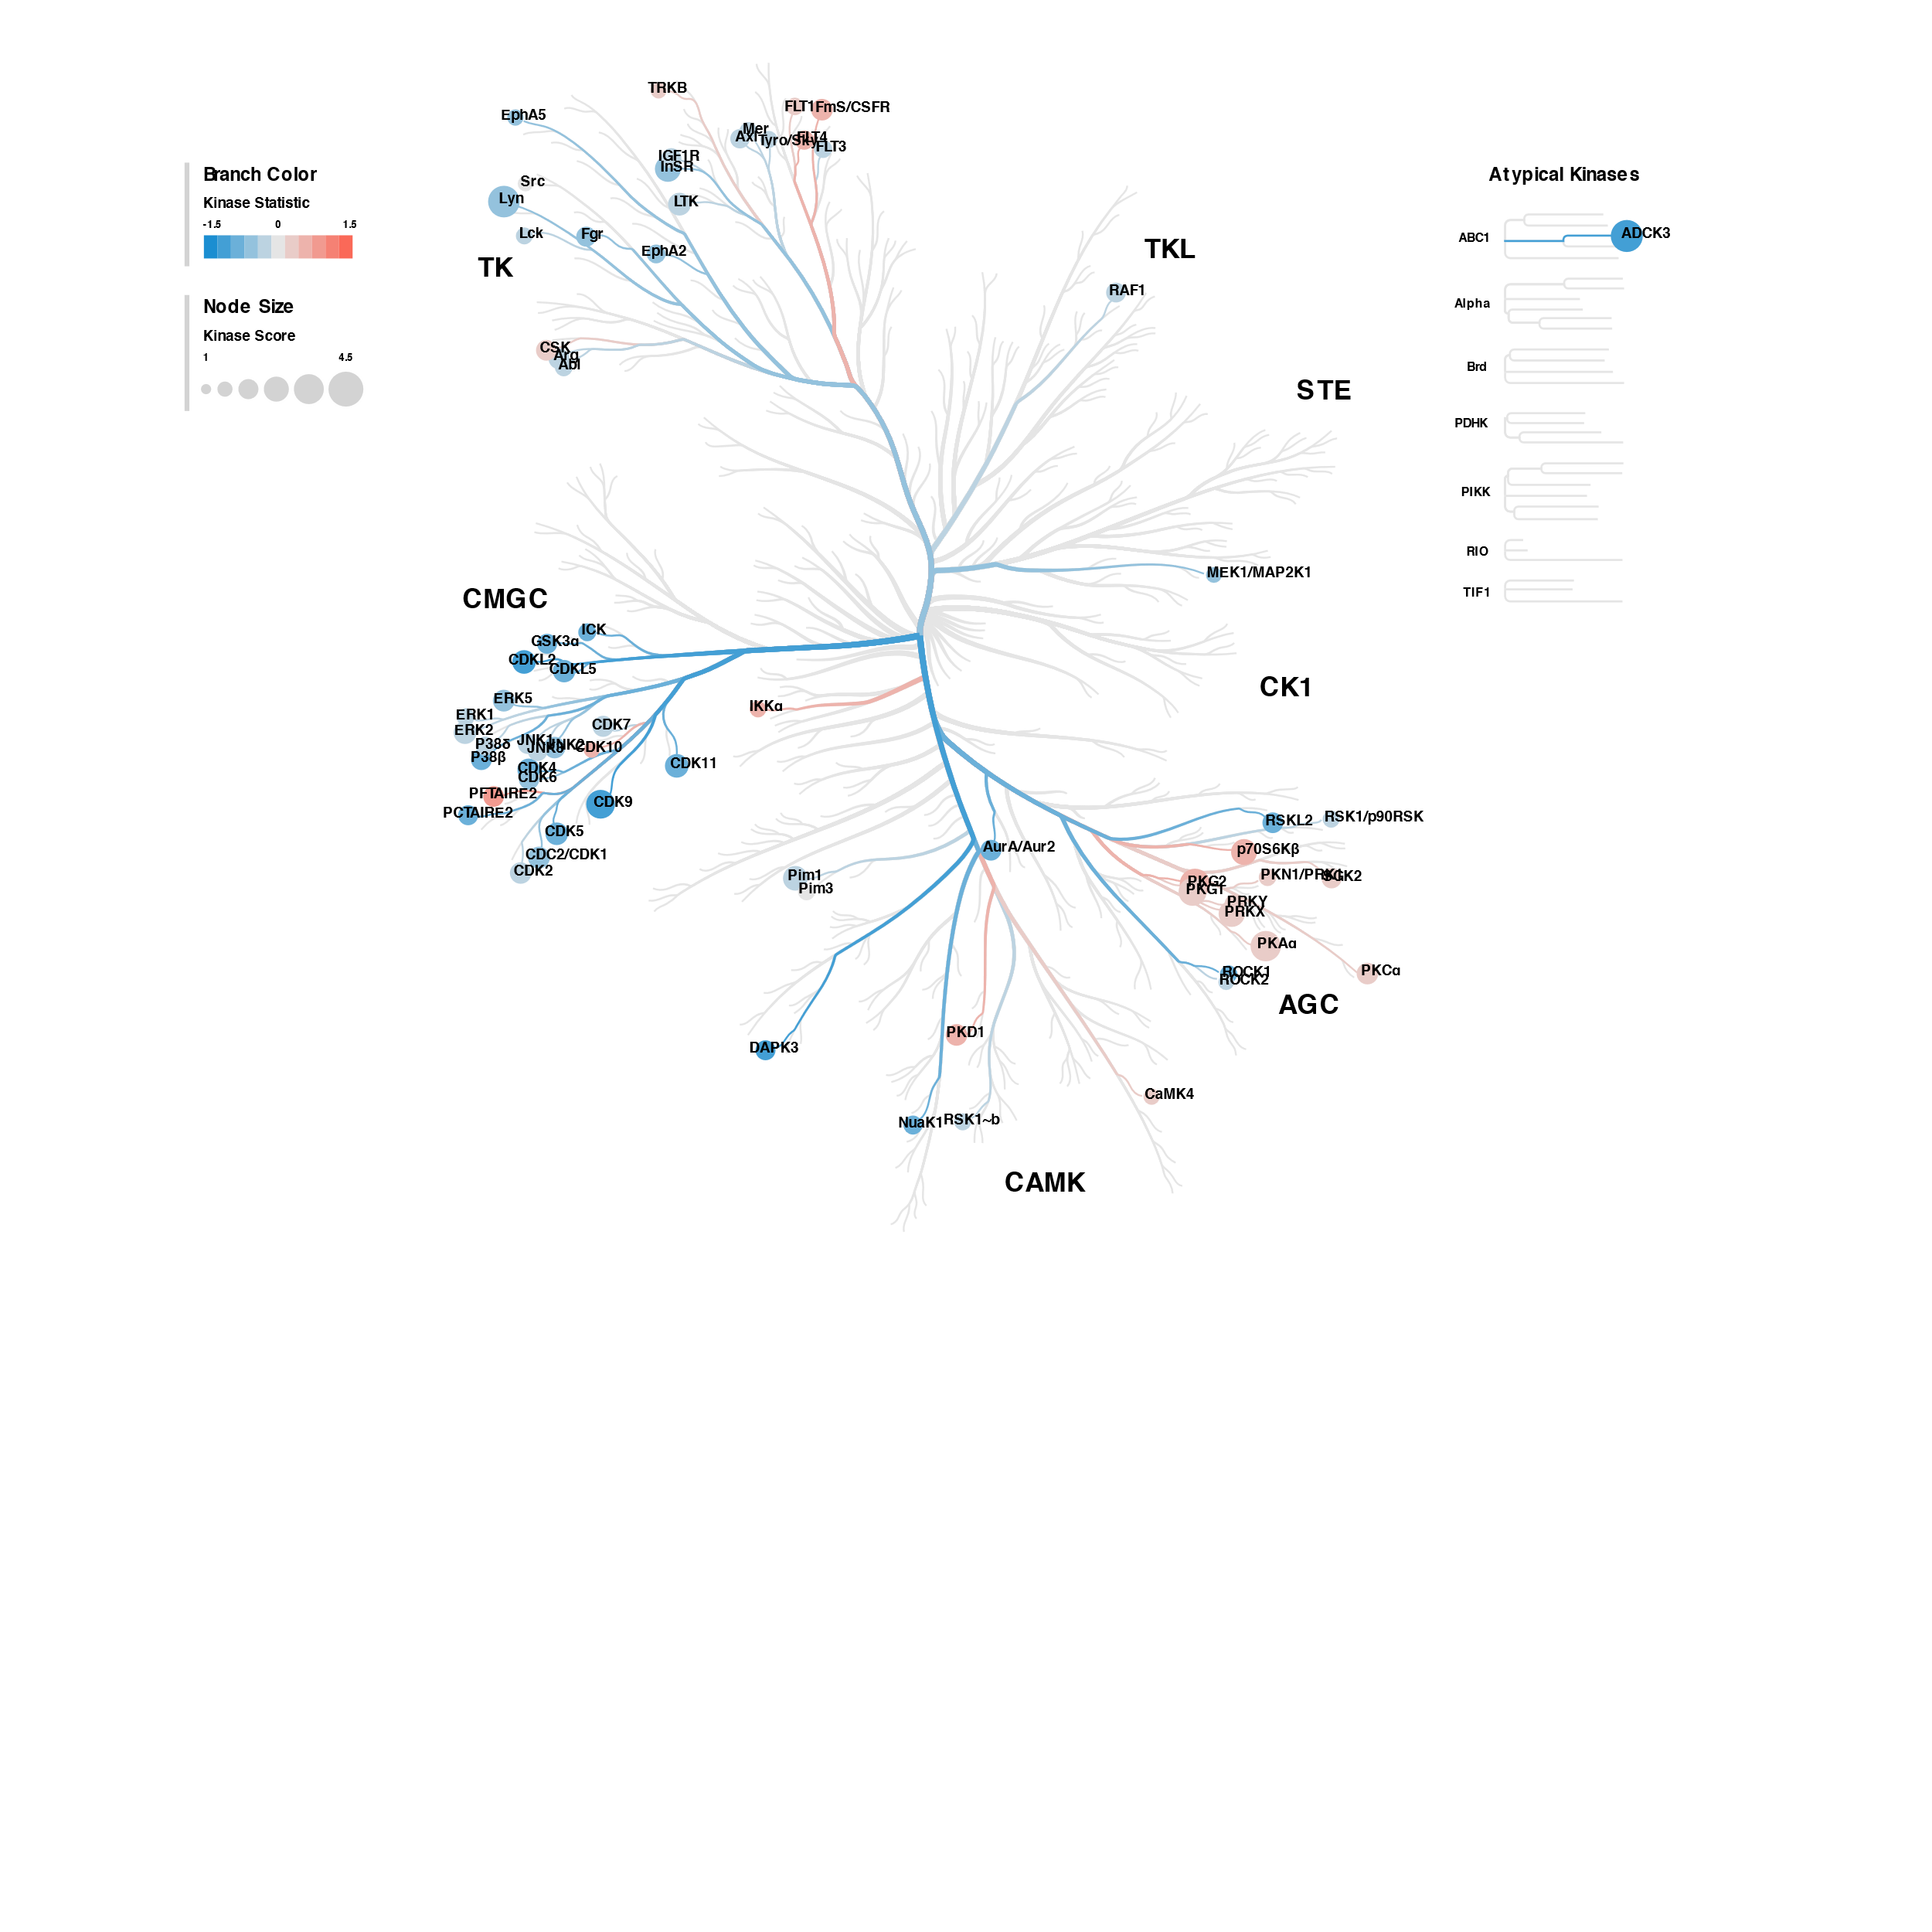 Branch Color
Kinase Statistic
-1.5 0 1.5
Node Size
Kinase Score
1 4.5
TRKB
EphA5
FLT1
FmS/CSFR
Mer
Axl
Tyro/Sky
FLT4
FLT3
IGF1R
InSR
Src
Lyn
LTK
Lck
Fgr
EphA2
TK
CSK
Arg
Abl
TKL
RAF1
STE
MEK1/MAP2K1
CMGC
ICK
GSK3α
CDKL2
CDKL5
ERK5
ERK1
ERK2
CDK7
P38δ
JNK1
JNK2
JNK3
CDK10
P38β
CDK4
CDK6
CDK11
PFTAIRE2
PCTAIRE2
CDK9
CDK5
CDC2/CDK1
CDK2
IKKα
CK1
Pim1
Pim3
AurA/Aur2
RSKL2
RSK1/p90RSK
p70S6Kβ
PKN1/PRK1
SGK2
PKG2
PKG1
PRKY
PRKX
PKAα
PKCα
ROCK1
ROCK2
AGC
PKD1
DAPK3
CaMK4
NuaK1
RSK1~b
CAMK
Atypical Kinases
ABC1
ADCK3
Alpha
Brd
PDHK
PIKK
RIO
TIF1